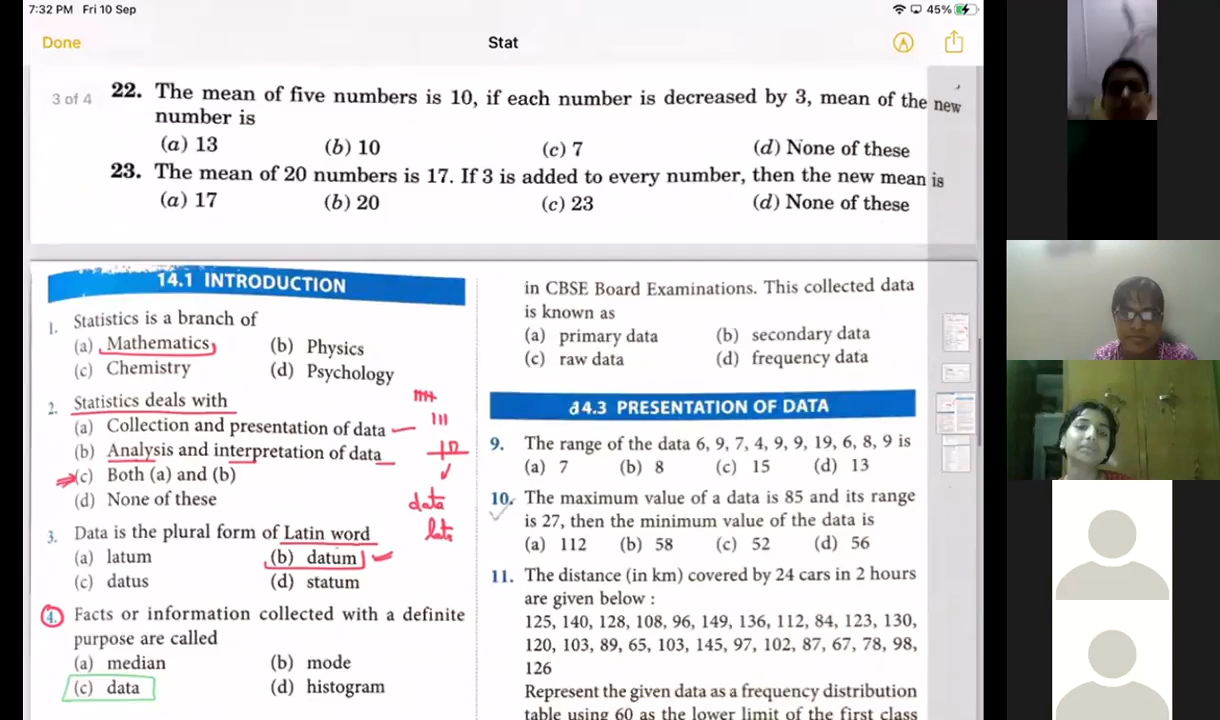 7:32 PM Fri 10 Sep
45%
Done
Stat
3 of 4
22. The mean of five numbers is 10, if each number is decreased by 3, mean of the new
number is
(a) 13 (b) 10 (c) 7 (d) None of these
23. The mean of 20 numbers is 17. If 3 is added to every number, then the new mean is
(a) 17 (b) 20 (c) 23 (d) None of these
14.1 INTRODUCTION
1. Statistics is a branch of
(a) Mathematics (b) Physics
(c) Chemistry (d) Psychology
2. Statistics deals with
(a) Collection and presentation of data
(b) Analysis and interpretation of data
(c) Both (a) and (b)
(d) None of these
data
3. Data is the plural form of Latin word
(a) latum (b) datum
(c) datus (d) statum
4. Facts or information collected with a definite
purpose are called
(a) median (b) mode
(c) data (d) histogram
in CBSE Board Examinations. This collected data
is known as
(a) primary data (b) secondary data
(c) raw data (d) frequency data
14.3 PRESENTATION OF DATA
9. The range of the data 6, 9, 7, 4, 9, 9, 19, 6, 8, 9 is
(a) 7 (b) 8 (c) 15 (d) 13
10. The maximum value of a data is 85 and its range
is 27, then the minimum value of the data is
(a) 112 (b) 58 (c) 52 (d) 56
11. The distance (in km) covered by 24 cars in 2 hours
are given below :
125, 140, 128, 108, 96, 149, 136, 112, 84, 123, 130,
120, 103, 89, 65, 103, 145, 97, 102, 87, 67, 78, 98,
126
Represent the given data as a frequency distribution
table using 60 as the lower limit of the first class